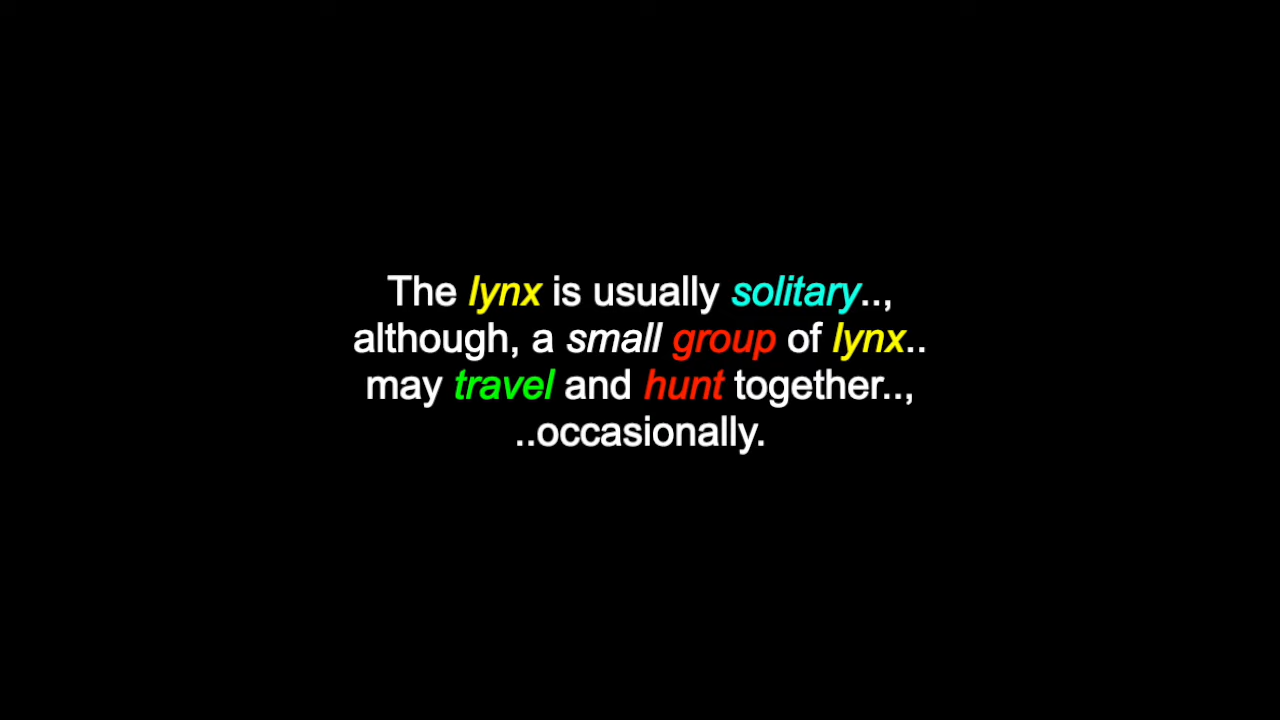 The lynx is usually solitary..,
although, a small group of lynx..
may travel and hunt together..,
..occasionally.